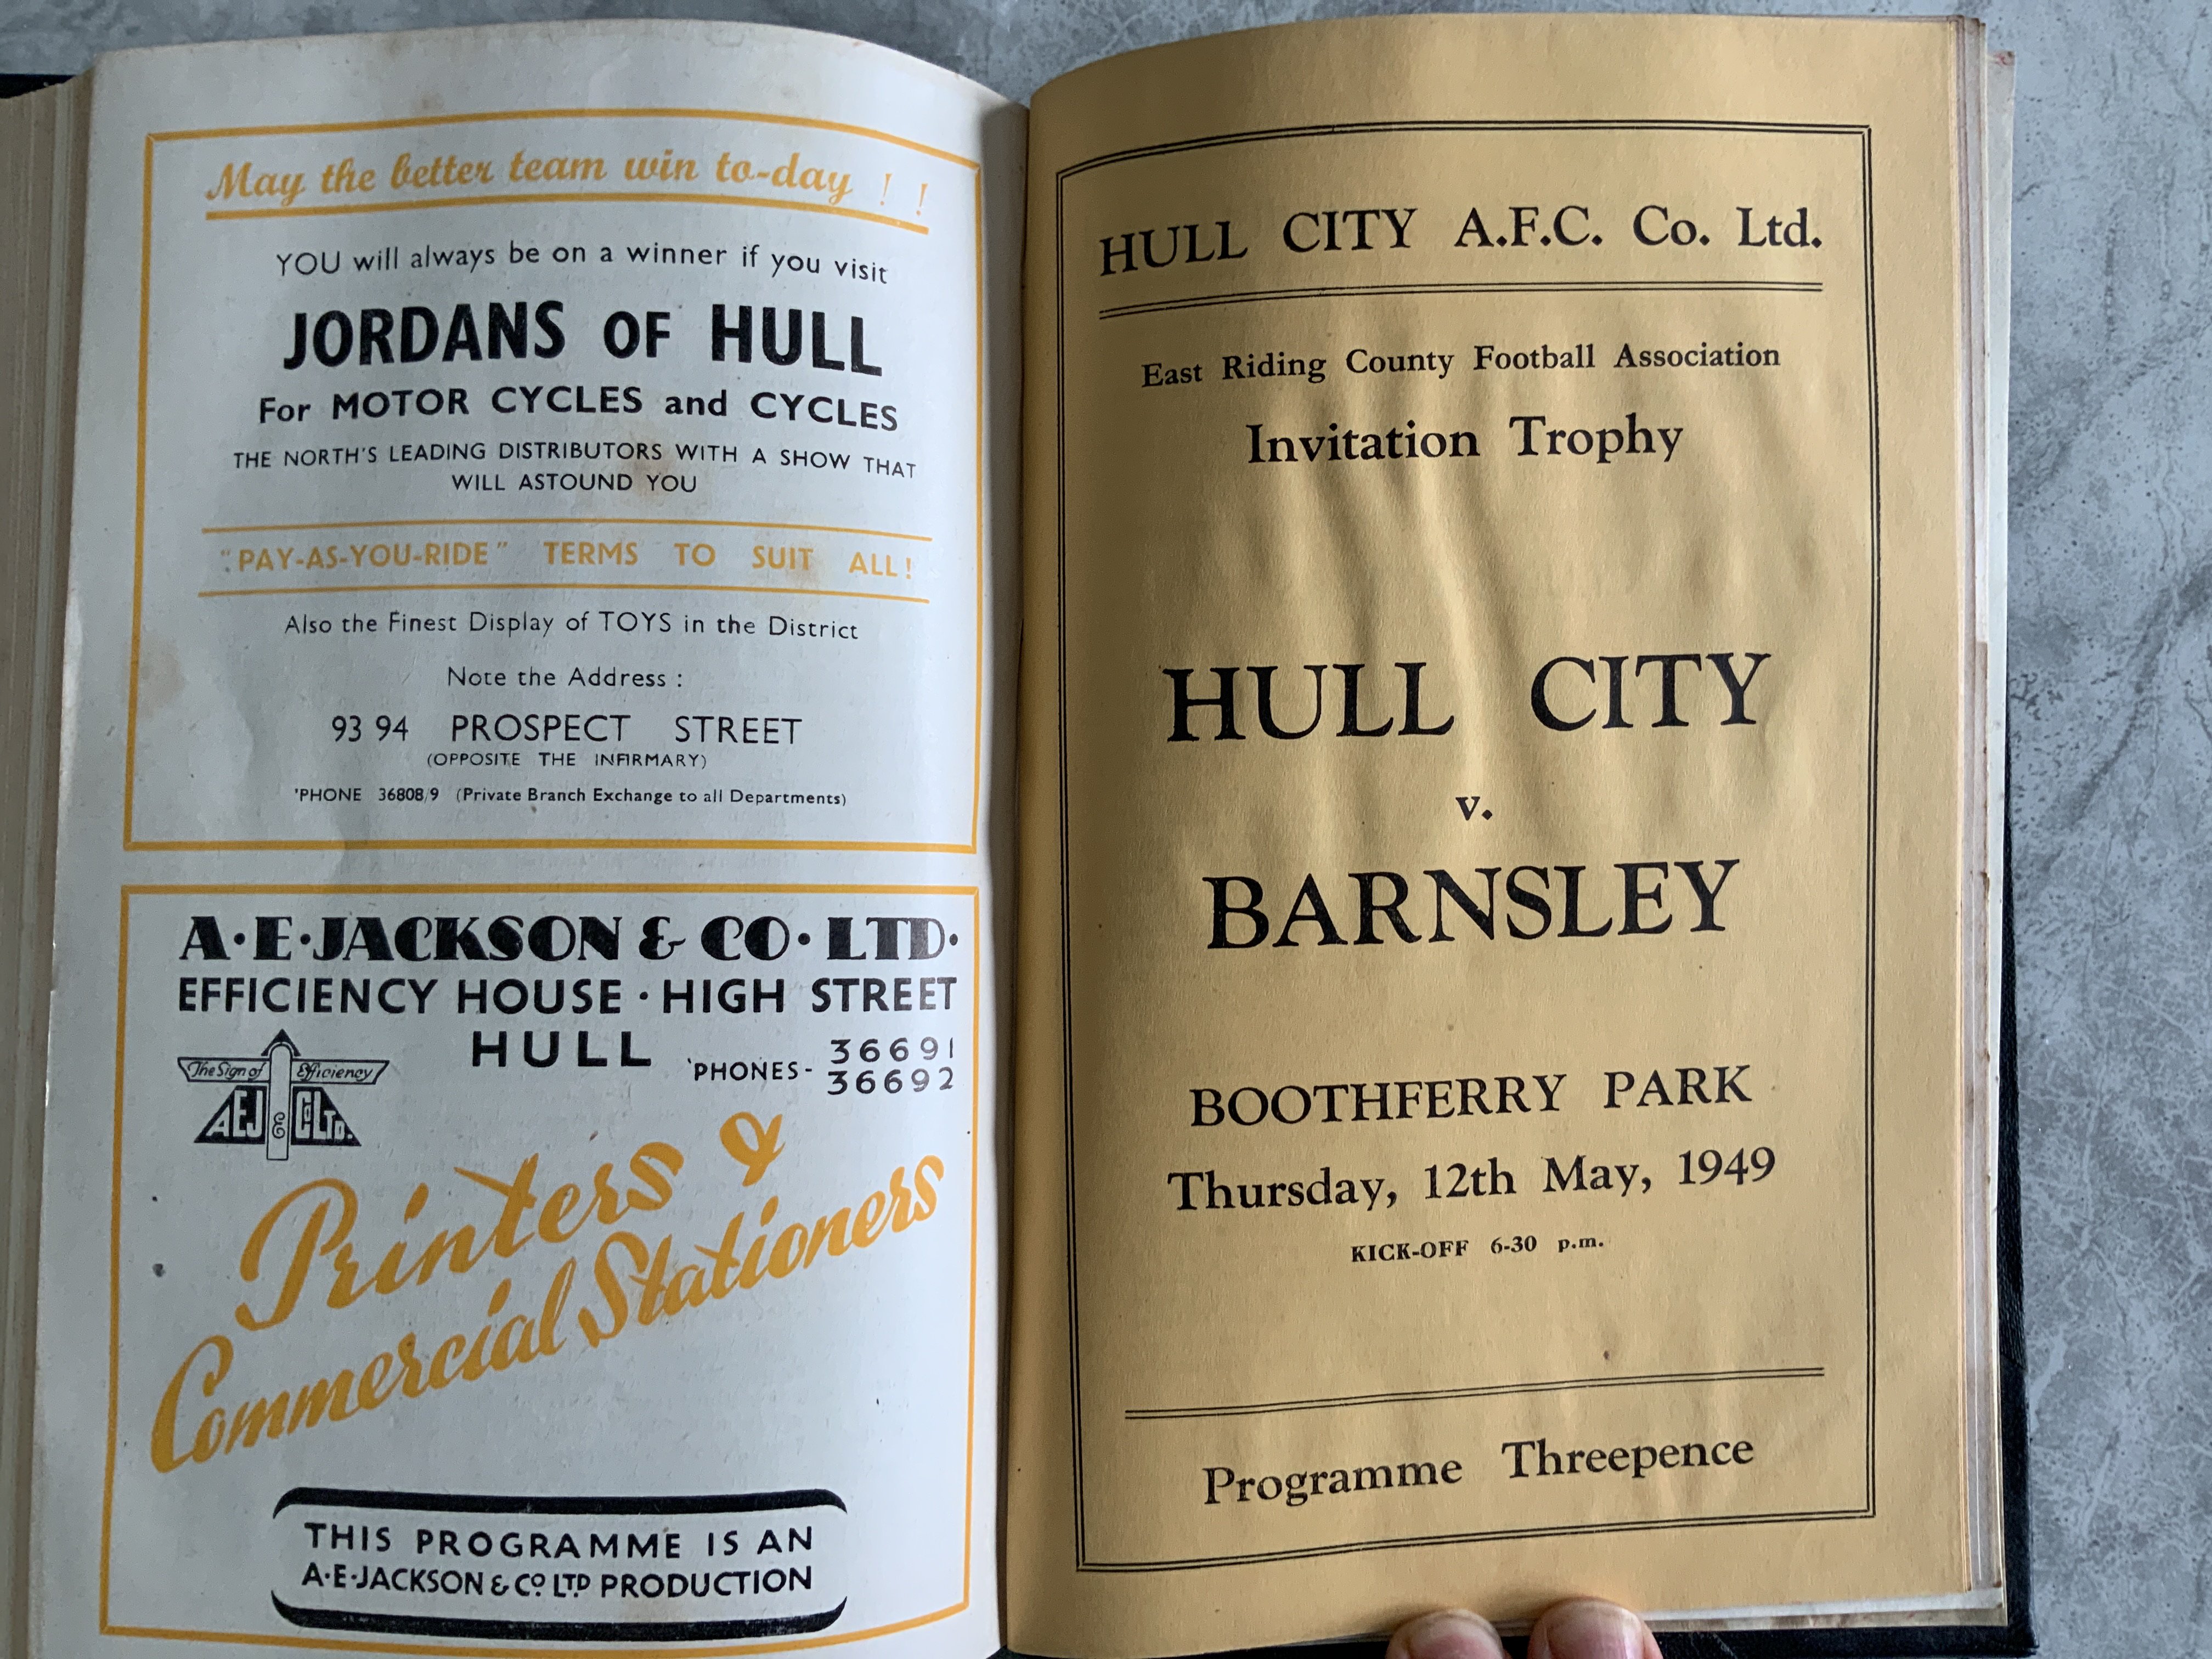 May the better team win to-day ! !
YOU will always be on a winner if you visit
JORDANS OF HULL
For MOTOR CYCLES and CYCLES
THE NORTH'S LEADING DISTRIBUTORS WITH A SHOW THAT
WILL ASTOUND YOU
"PAY-AS-YOU-RIDE" TERMS TO SUIT ALL!
Also the Finest Display of TOYS in the District
Note the Address :
93 94 PROSPECT STREET
(OPPOSITE THE INFIRMARY)
'PHONE 36808/9 (Private Branch Exchange to all Departments)
A·E·JACKSON & CO· LTD·
EFFICIENCY HOUSE · HIGH STREET
HULL 'PHONES- 36691
36692
The Sign of Efficiency
AEJ & Co LTD.
Printers &
Commercial Stationers
THIS PROGRAMME IS AN
A·E·JACKSON & Co LTD PRODUCTION
HULL CITY A.F.C. Co. Ltd.
East Riding County Football Association
Invitation Trophy
HULL CITY
v.
BARNSLEY
BOOTHFERRY PARK
Thursday, 12th May, 1949
KICK-OFF 6-30 p.m.
Programme Threepence